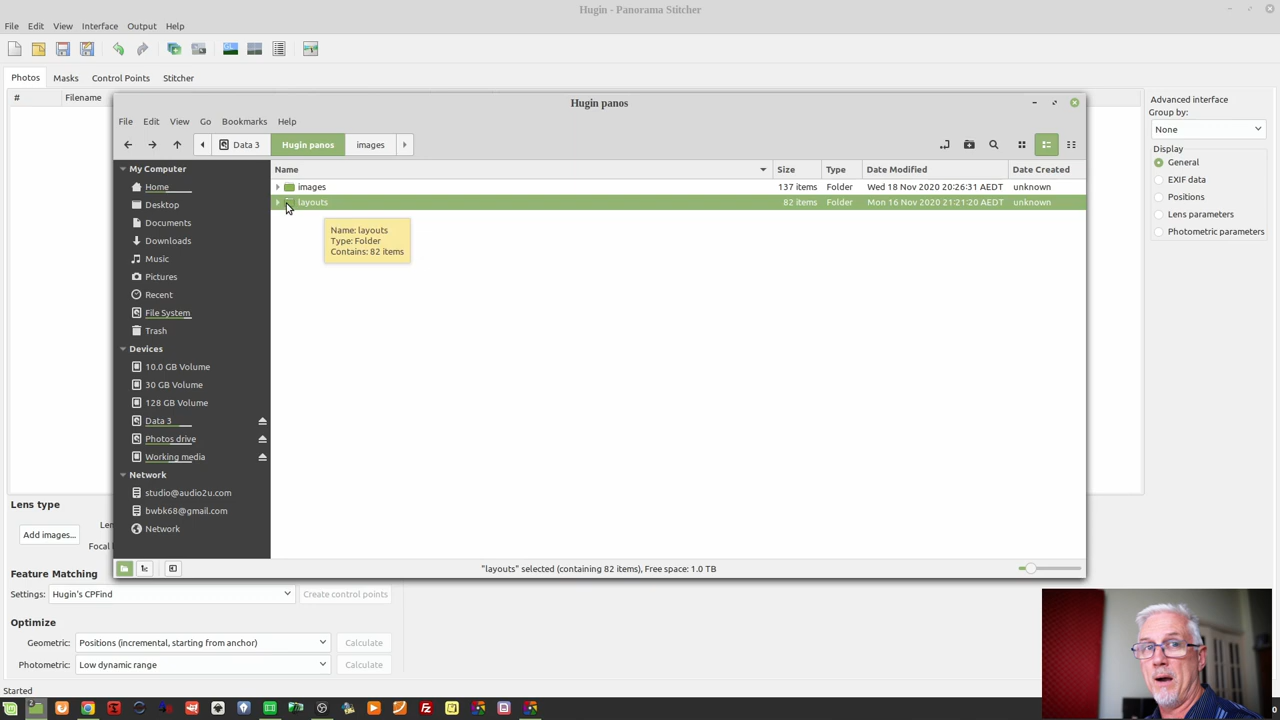 Hugin - Panorama Stitcher
File Edit View Interface Output Help
Photos Masks Control Points Stitcher
# Filename
Hugin panos
File Edit View Go Bookmarks Help
Data 3 Hugin panos images
Name Size Type Date Modified Date Created
images 137 items Folder Wed 18 Nov 2020 20:26:31 AEDT unknown
layouts 82 items Folder Mon 16 Nov 2020 21:21:20 AEDT unknown
Name: layouts
Type: Folder
Contains: 82 items
My Computer
Home
Desktop
Documents
Downloads
Music
Pictures
Recent
File System
Trash
Devices
10.0 GB Volume
30 GB Volume
128 GB Volume
Data 3
Photos drive
Working media
Network
studio@audio2u.com
bwbk68@gmail.com
Network
"layouts" selected (containing 82 items), Free space: 1.0 TB
Advanced interface
Group by:
None
Display
General
EXIF data
Positions
Lens parameters
Photometric parameters
Lens type
Add images...
Len
Focal l
Feature Matching
Settings: Hugin's CPFind Create control points
Optimize
Geometric: Positions (incremental, starting from anchor) Calculate
Photometric: Low dynamic range Calculate
Started